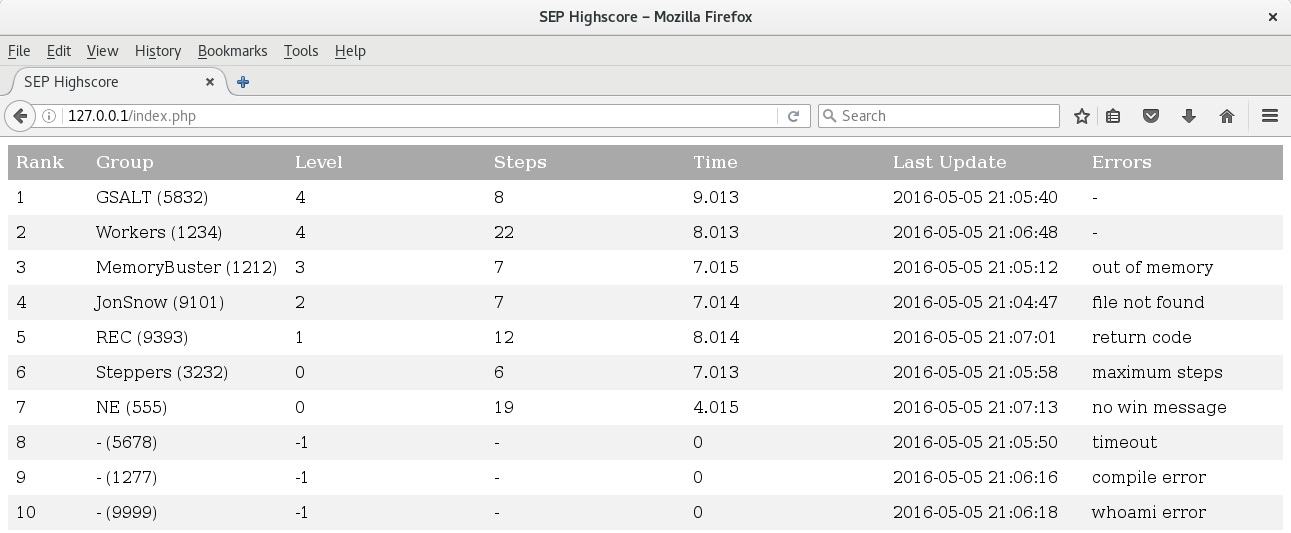 SEP Highscore – Mozilla Firefox
File Edit View History Bookmarks Tools Help
SEP Highscore
127.0.0.1/index.php Search
Rank Group Level Steps Time Last Update Errors
1 GSALT (5832) 4 8 9.013 2016-05-05 21:05:40 -
2 Workers (1234) 4 22 8.013 2016-05-05 21:06:48 -
3 MemoryBuster (1212) 3 7 7.015 2016-05-05 21:05:12 out of memory
4 JonSnow (9101) 2 7 7.014 2016-05-05 21:04:47 file not found
5 REC (9393) 1 12 8.014 2016-05-05 21:07:01 return code
6 Steppers (3232) 0 6 7.013 2016-05-05 21:05:58 maximum steps
7 NE (555) 0 19 4.015 2016-05-05 21:07:13 no win message
8 - (5678) -1 - 0 2016-05-05 21:05:50 timeout
9 - (1277) -1 - 0 2016-05-05 21:06:16 compile error
10 - (9999) -1 - 0 2016-05-05 21:06:18 whoami error